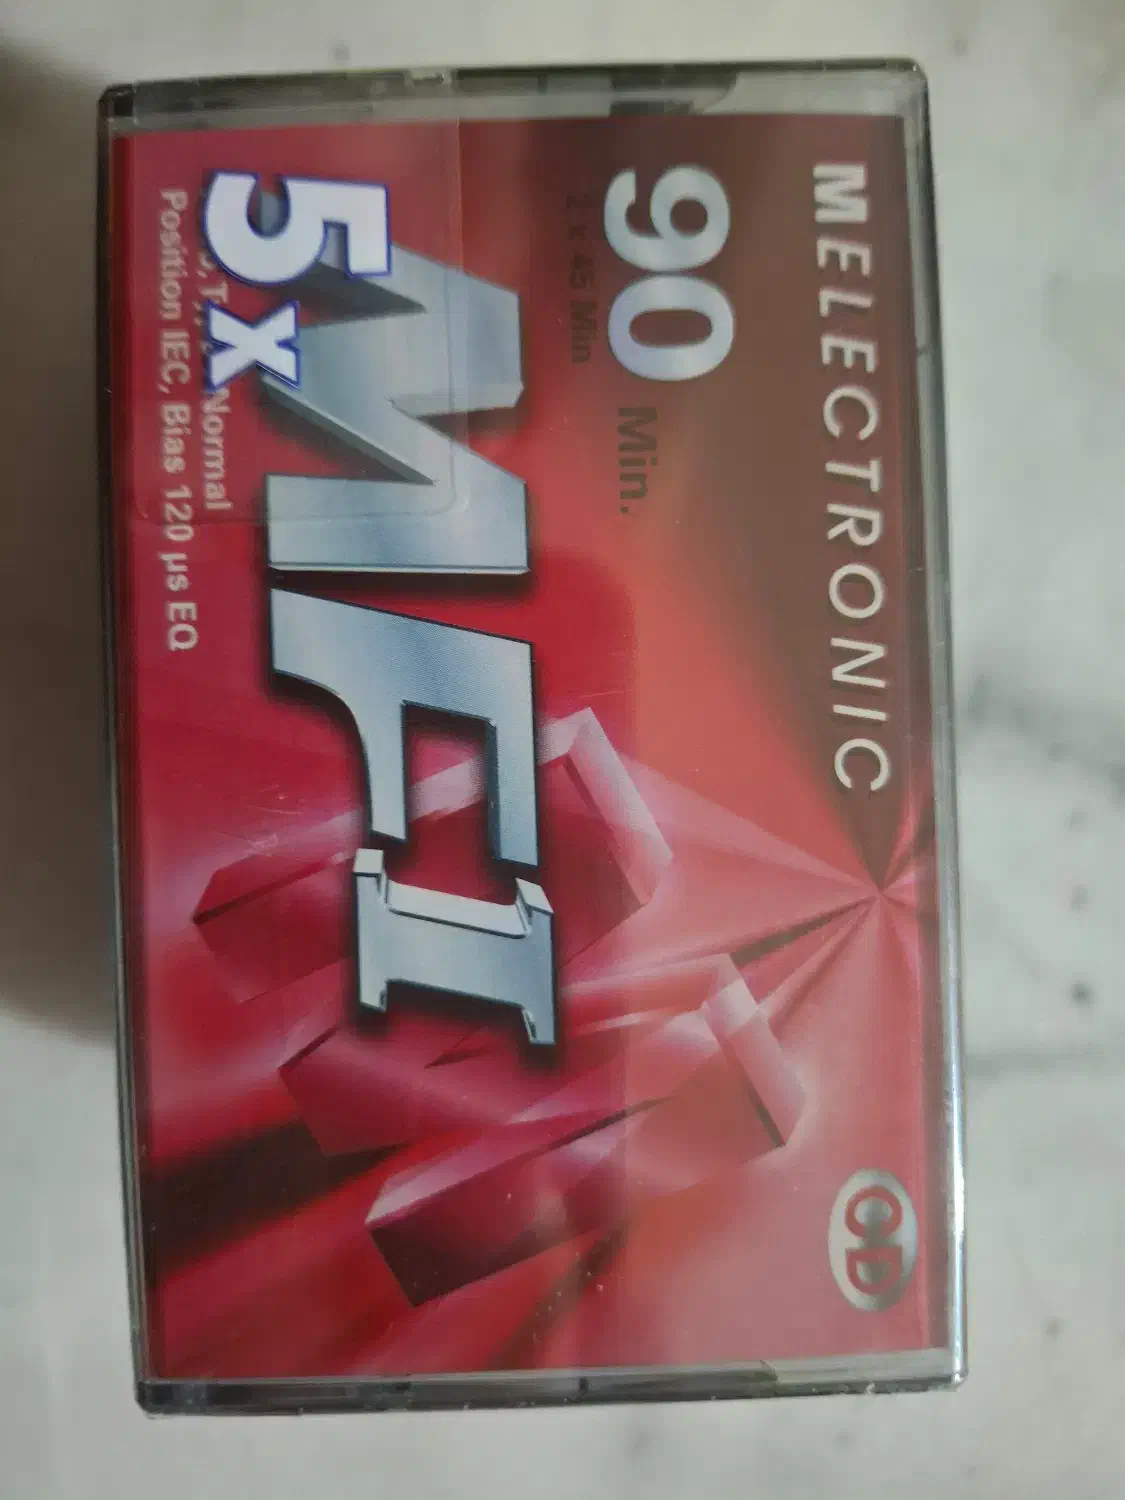 MELECTRONIC
CD
90 Min.
2 x 45 Min
MFI
5x
Normal
Position IEC, Bias 120 µs EQ